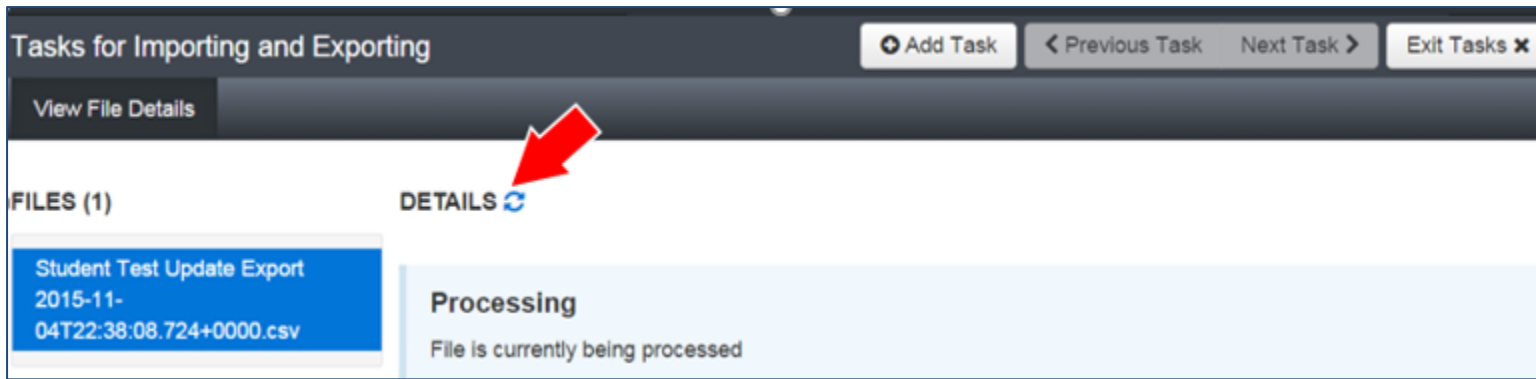 Tasks for Importing and Exporting
Add Task
Previous Task
Next Task
Exit Tasks
View File Details
FILES (1)
DETAILS
Student Test Update Export
2015-11-
04T22:38:08.724+0000.csv
Processing
File is currently being processed